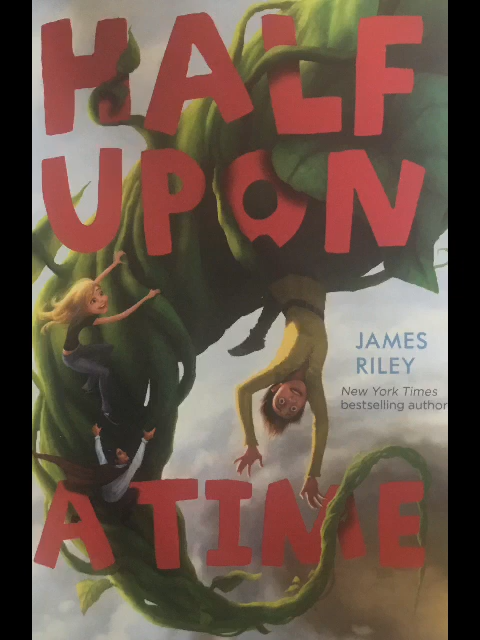 HALF
UPON
JAMES
RILEY
New York Times
bestselling author
A TIME